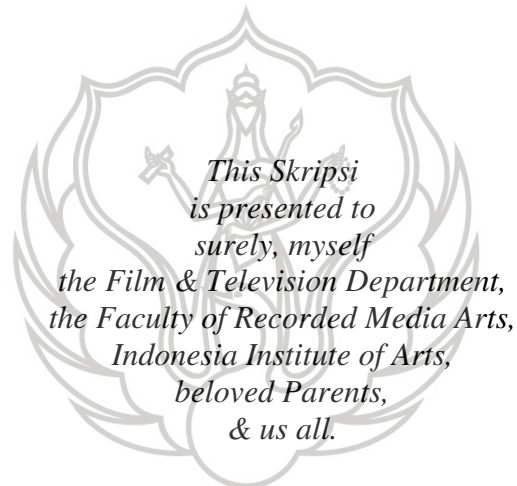 This Skripsi
is presented to
surely, myself
the Film & Television Department,
the Faculty of Recorded Media Arts,
Indonesia Institute of Arts,
beloved Parents,
& us all.